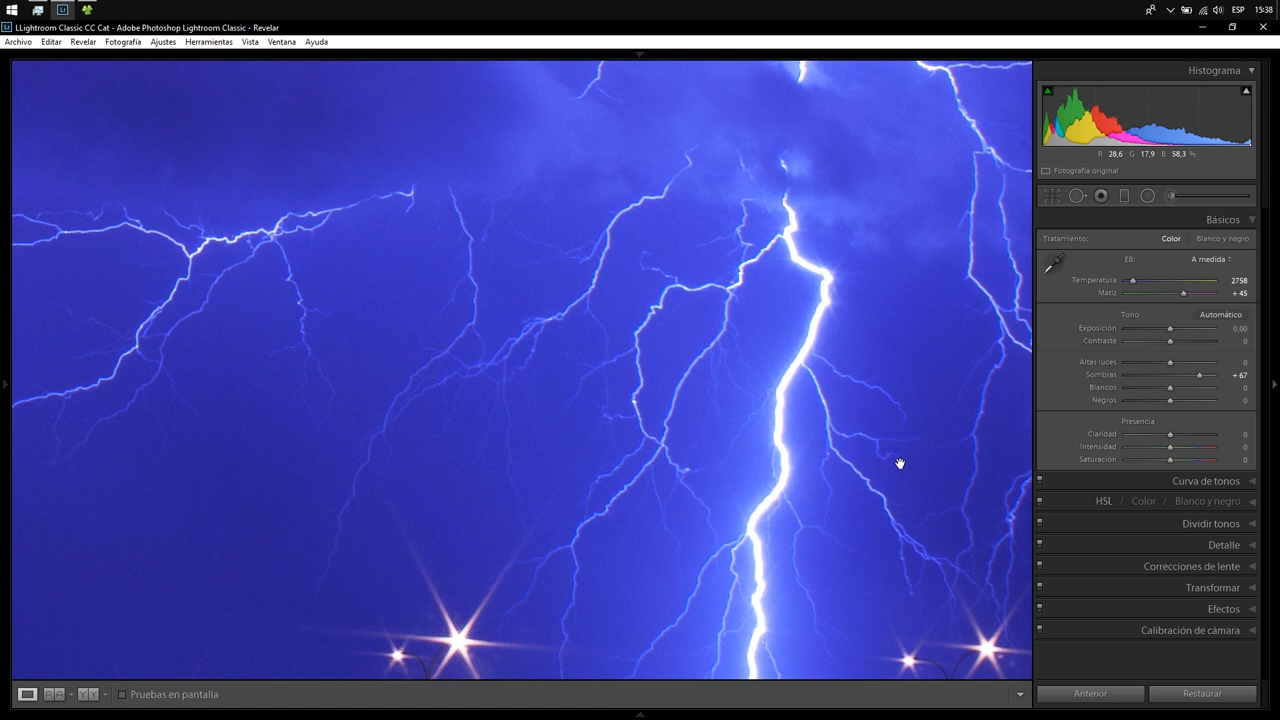 ESP 15:38
LLightroom Classic CC Cat - Adobe Photoshop Lightroom Classic - Revelar
Archivo Editar Revelar Fotografía Ajustes Herramientas Vista Ventana Ayuda
Histograma
R 28,6 G 17,9 B 58,3 %
Fotografía original
Básicos
Tratamiento: Color Blanco y negro
EB: A medida
Temperatura 2758
Matiz + 45
Tono Automático
Exposición 0,00
Contraste 0
Altas luces 0
Sombras + 67
Blancos 0
Negros 0
Presencia
Claridad 0
Intensidad 0
Saturación 0
Curva de tonos
HSL / Color / Blanco y negro
Dividir tonos
Detalle
Correcciones de lente
Transformar
Efectos
Calibración de cámara
Pruebas en pantalla
Anterior Restaurar